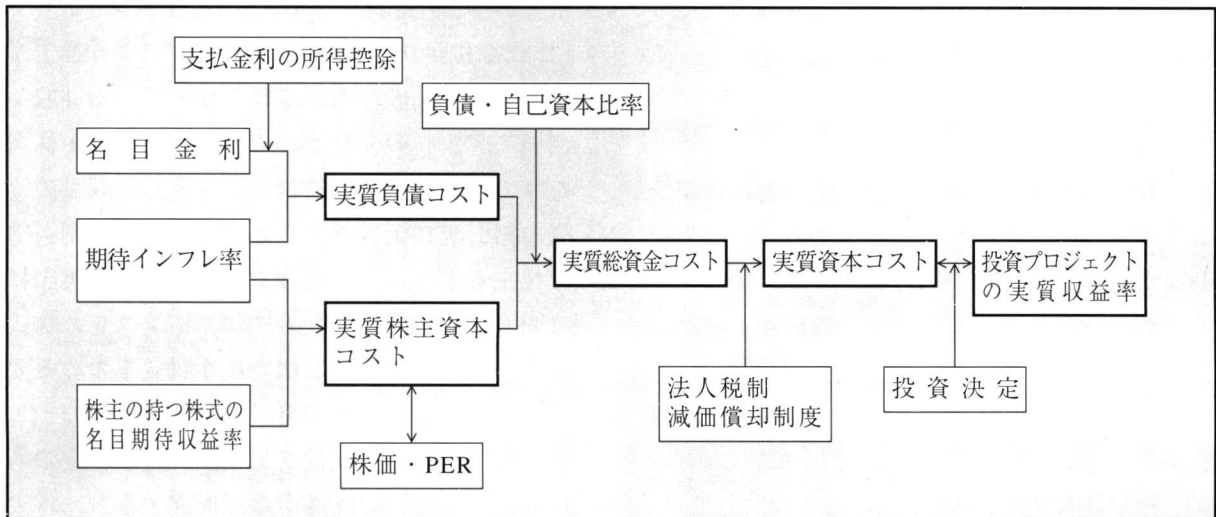 支払金利の所得控除
負債・自己資本比率
名目金利
実質負債コスト
期待インフレ率
実質総資金コスト
実質資本コスト
投資プロジェクト
の実質収益率
実質株主資本
コスト
株主の持つ株式の
名目期待収益率
法人税制
減価償却制度
投資決定
株価・PER